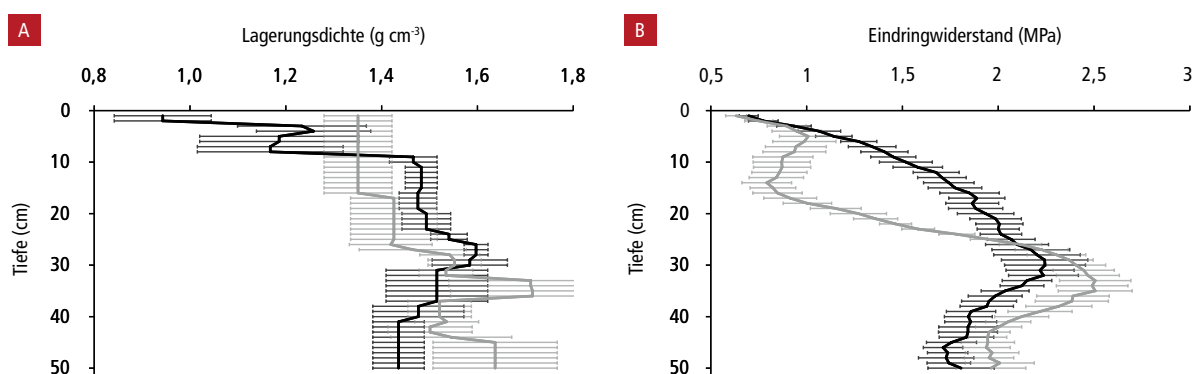 A
Lagerungsdichte (g cm⁻³)
0,8 1,0 1,2 1,4 1,6 1,8
0
10
20
30
40
50
Tiefe (cm)
B
Eindringwiderstand (MPa)
0,5 1 1,5 2 2,5 3
0
10
20
30
40
50
Tiefe (cm)